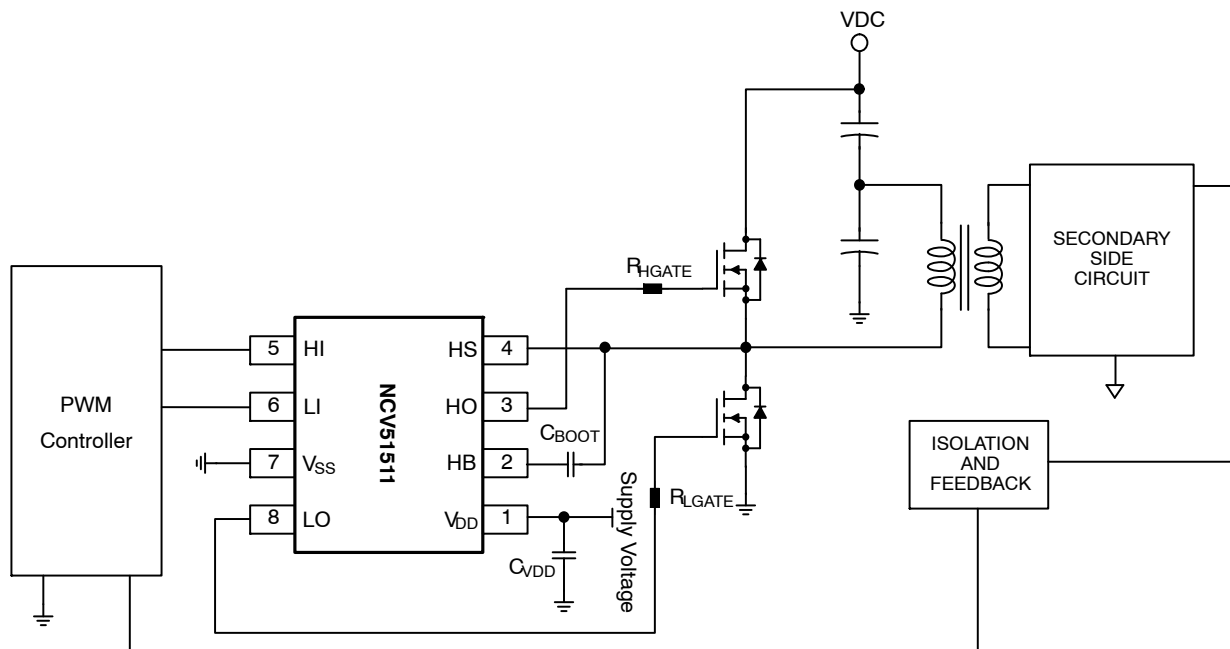 VDC
SECONDARY
SIDE
CIRCUIT
RHGATE
5
HI
HS
4
PWM
Controller
6
LI
NCV51511
HO
3
CBOOT
7
VSS
HB
2
8
LO
VDD
1
CVDD
Supply Voltage
RLGATE
ISOLATION
AND
FEEDBACK